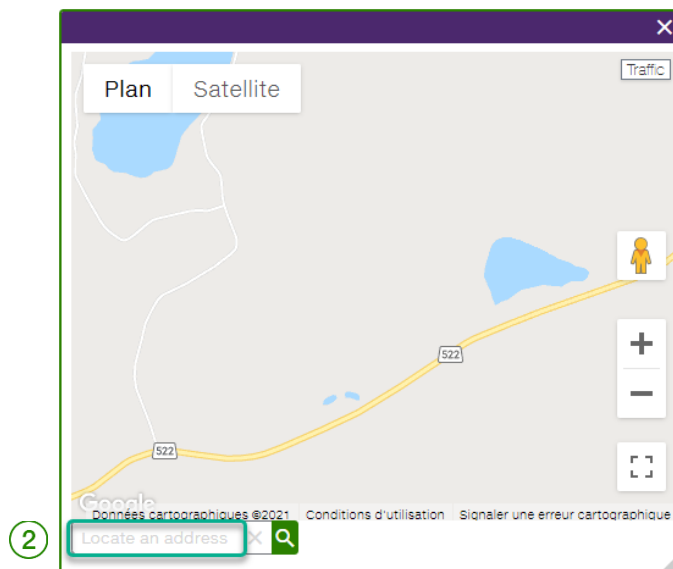 Plan Satellite Traffic
522
522
Google
Données cartographiques ©2021 Conditions d'utilisation Signaler une erreur cartographique
2 Locate an address